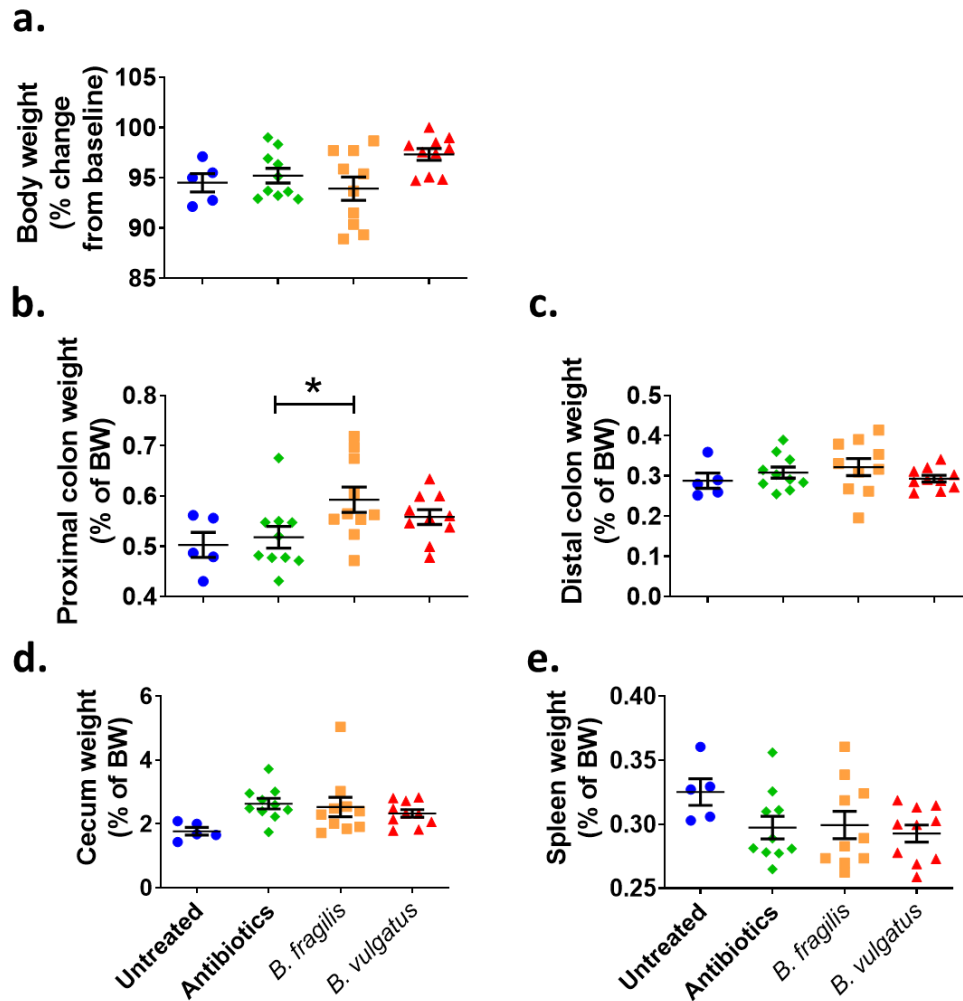 a.
Body weight
(% change
from baseline)
105
100
95
90
85
b.
Proximal colon weight
(% of BW)
0.8
0.7
0.6
0.5
0.4
*
c.
Distal colon weight
(% of BW)
0.5
0.4
0.3
0.2
0.1
0.0
d.
Cecum weight
(% of BW)
6
4
2
0
Untreated
Antibiotics
B. fragilis
B. vulgatus
e.
Spleen weight
(% of BW)
0.40
0.35
0.30
0.25
Untreated
Antibiotics
B. fragilis
B. vulgatus